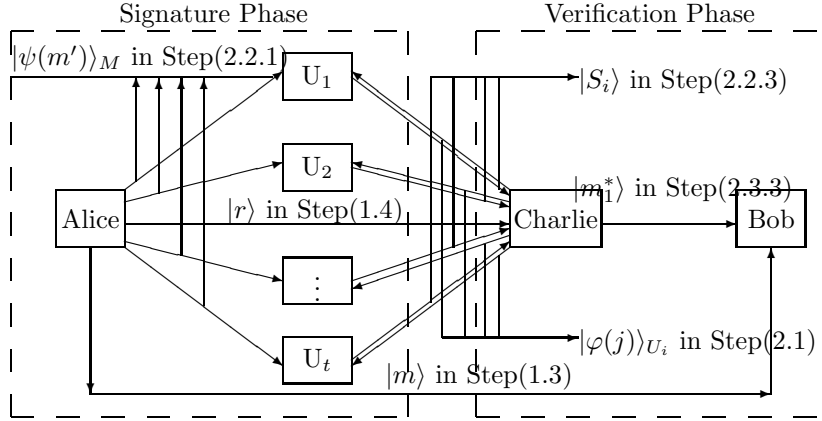 Signature Phase
Verification Phase
|ψ(m′)⟩_M in Step(2.2.1)
U_1
|S_i⟩ in Step(2.2.3)
U_2
|m_1^*⟩ in Step(2.3.3)
Alice
|r⟩ in Step(1.4)
Charlie
Bob
⋮
U_t
|φ(j)⟩_{U_i} in Step(2.1)
|m⟩ in Step(1.3)